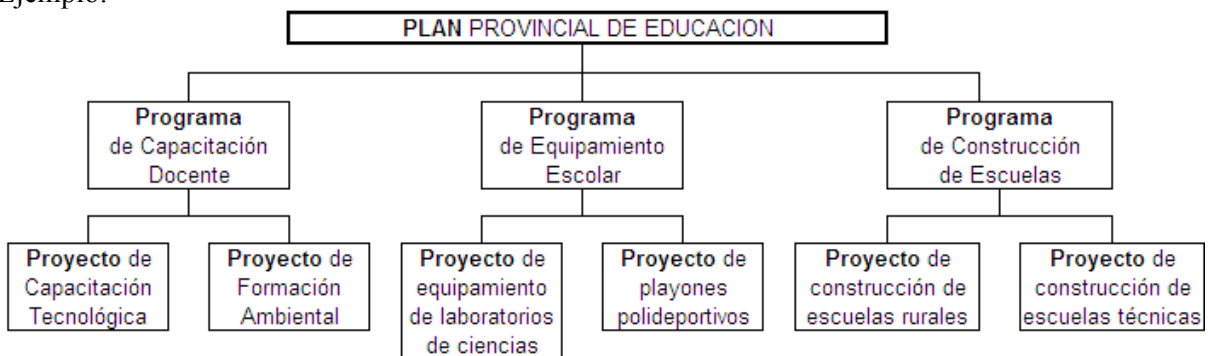 Ejemplo:
PLAN PROVINCIAL DE EDUCACION
Programa
de Capacitación
Docente
Programa
de Equipamiento
Escolar
Programa
de Construcción
de Escuelas
Proyecto de
Capacitación
Tecnológica
Proyecto de
Formación
Ambiental
Proyecto de
equipamiento
de laboratorios
de ciencias
Proyecto de
playones
polideportivos
Proyecto de
construcción de
escuelas rurales
Proyecto de
construcción de
escuelas técnicas